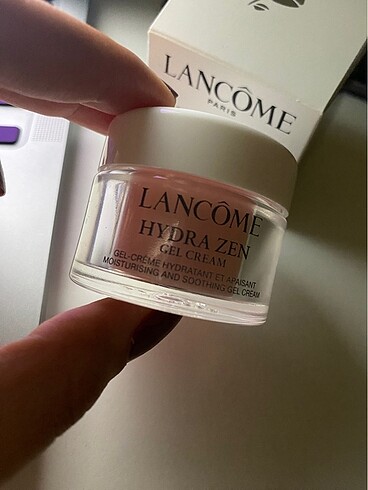 LANCÔME
PARIS
LANCÔME
HYDRA ZEN
GEL CREAM
GEL-CRÈME HYDRATANT ET APAISANT
MOISTURISING AND SOOTHING GEL CREAM